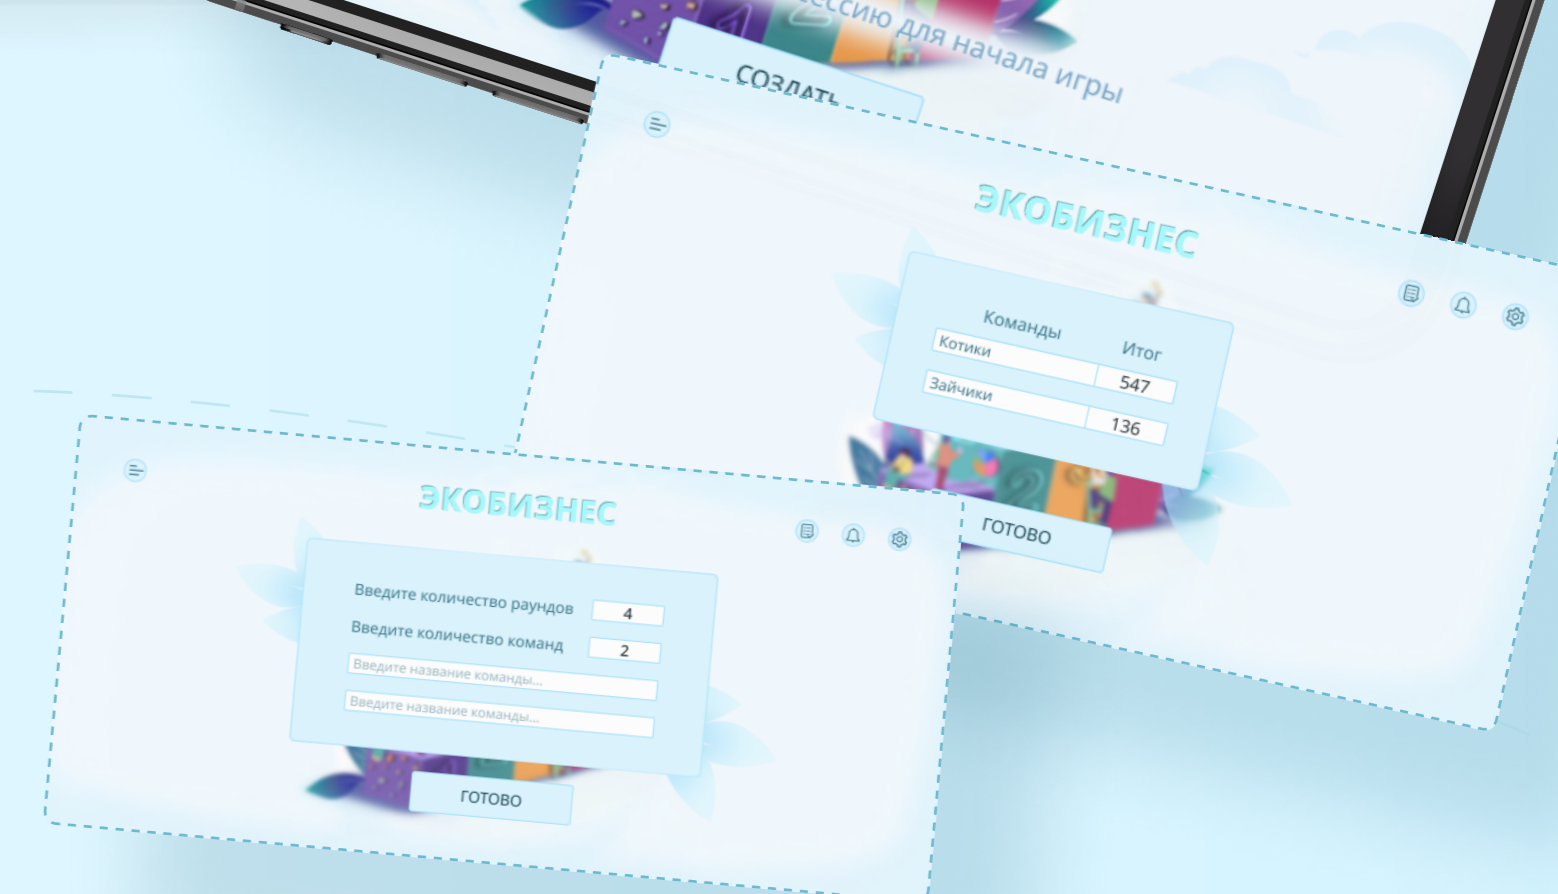 ессию для начала игры
СОЗДАТЬ
ЭКОБИЗНЕС
Команды Итог
Котики 547
Зайчики 136
ГОТОВО
ЭКОБИЗНЕС
Введите количество раундов 4
Введите количество команд 2
Введите название команды...
Введите название команды...
ГОТОВО